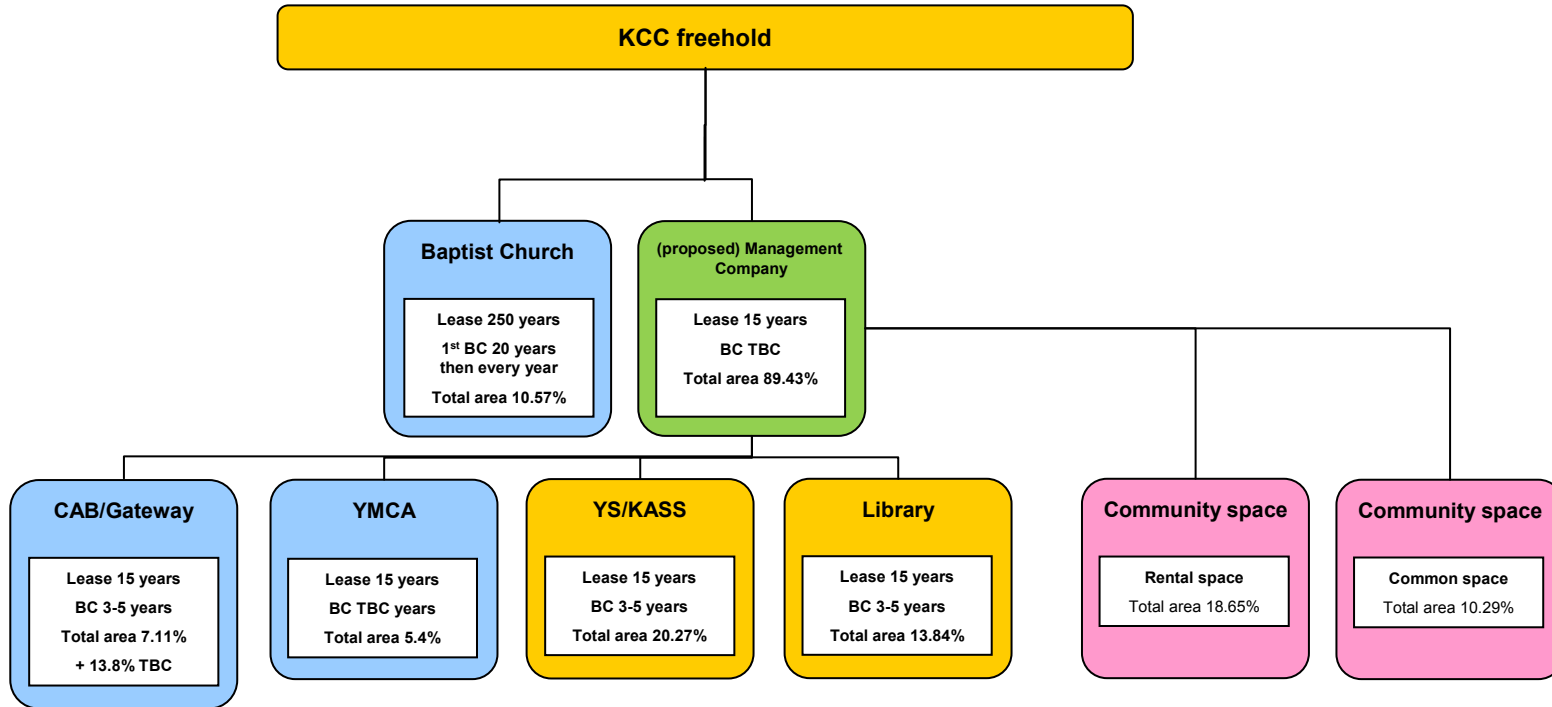 KCC freehold
Baptist Church
Lease 250 years
1st BC 20 years
then every year
Total area 10.57%
(proposed) Management
Company
Lease 15 years
BC TBC
Total area 89.43%
CAB/Gateway
Lease 15 years
BC 3-5 years
Total area 7.11%
+ 13.8% TBC
YMCA
Lease 15 years
BC TBC years
Total area 5.4%
YS/KASS
Lease 15 years
BC 3-5 years
Total area 20.27%
Library
Lease 15 years
BC 3-5 years
Total area 13.84%
Community space
Rental space
Total area 18.65%
Community space
Common space
Total area 10.29%